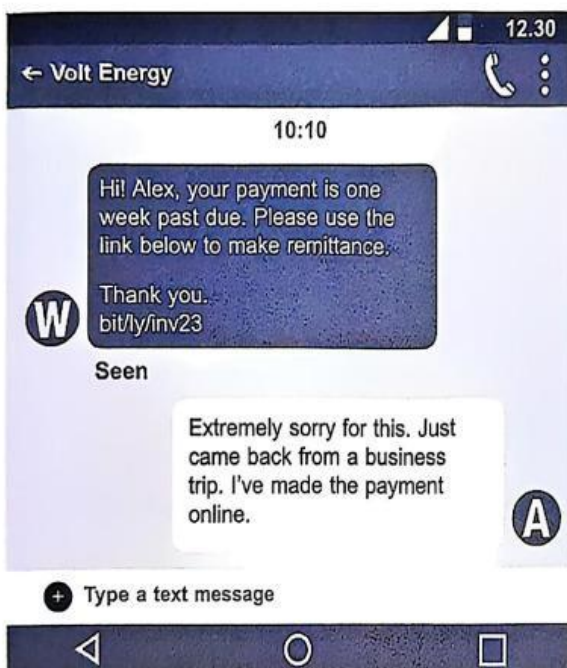 12.30
← Volt Energy
10:10
Hi! Alex, your payment is one
week past due. Please use the
link below to make remittance.
Thank you.
bit/ly/inv23
W
Seen
Extremely sorry for this. Just
came back from a business
trip. I've made the payment
online.
A
+ Type a text message